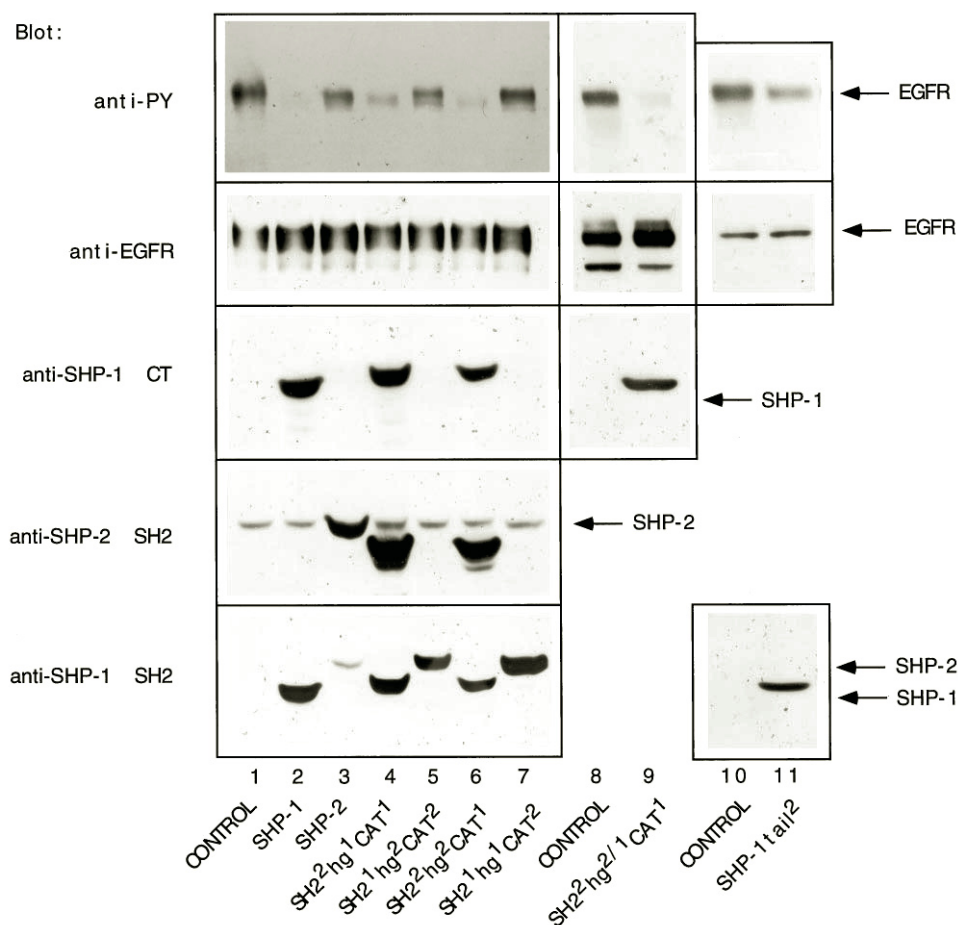 Blot:
anti-PY
EGFR
anti-EGFR
EGFR
anti-SHP-1 CT
SHP-1
anti-SHP-2 SH2
SHP-2
anti-SHP-1 SH2
SHP-2
SHP-1
1 2 3 4 5 6 7 8 9 10 11
CONTROL
SHP-1
SHP-2
SH2²hg¹CAT¹
SH2¹hg²CAT²
SH2²hg²CAT¹
SH2¹hg¹CAT²
CONTROL
SH2²hg²/¹CAT¹
CONTROL
SHP-1tail²